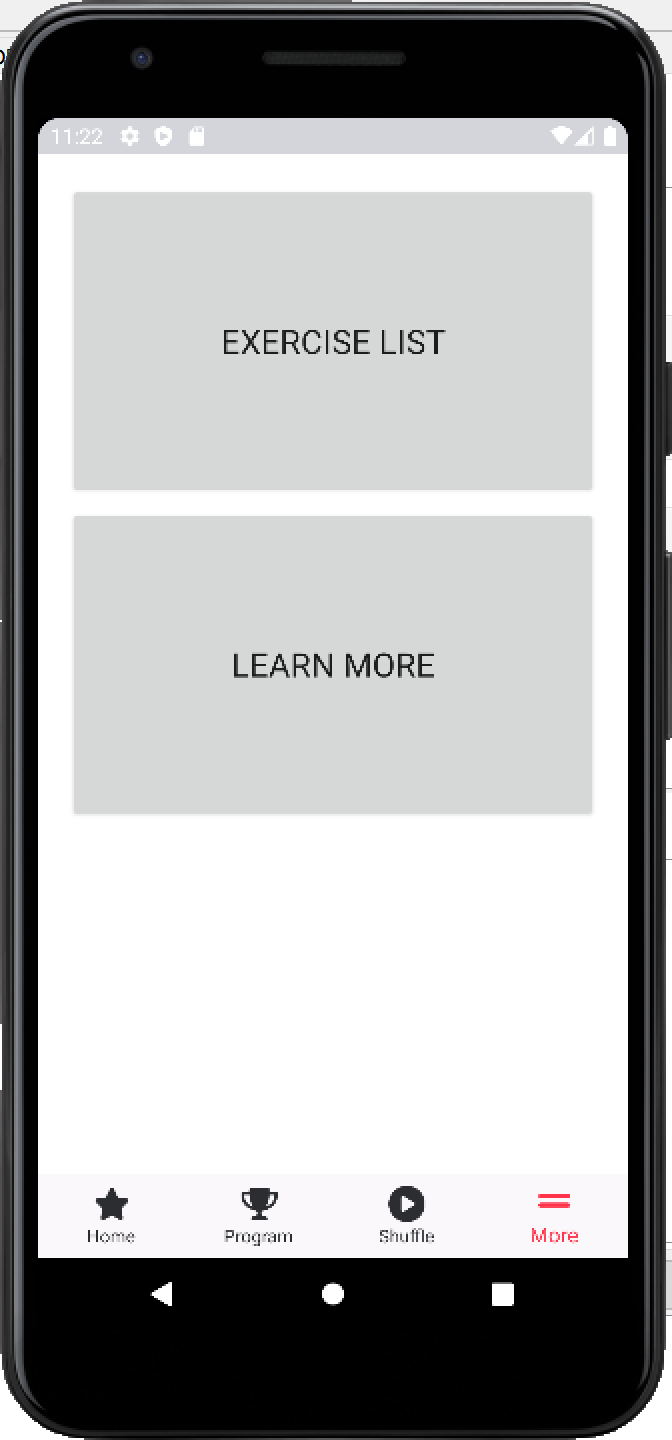 11:22
EXERCISE LIST
LEARN MORE
Home
Program
Shuffle
More